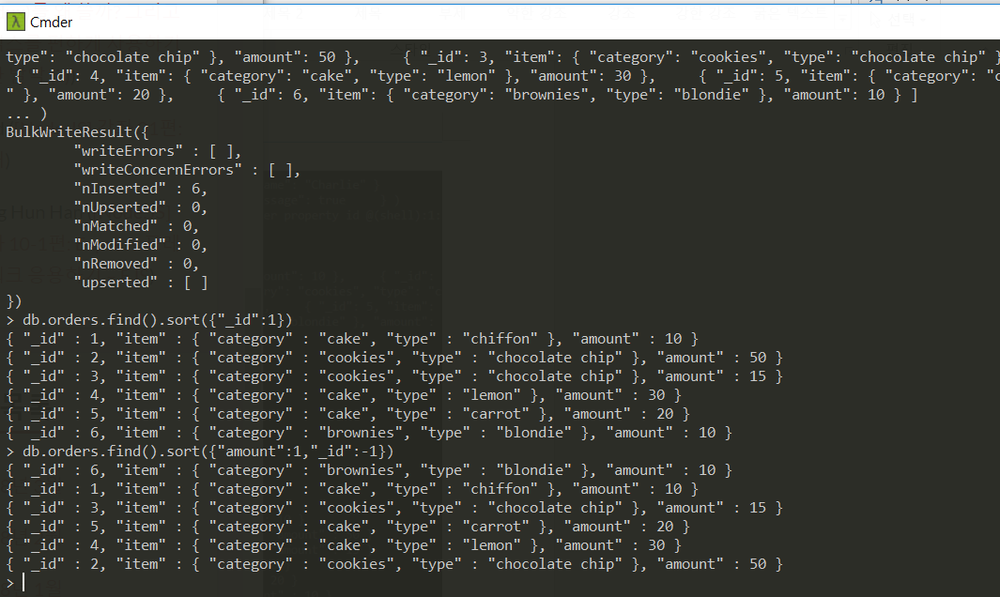 λ Cmder
type": "chocolate chip" }, "amount": 50 },     { "_id": 3, "item": { "category": "cookies", "type": "chocolate chip" }
 { "_id": 4, "item": { "category": "cake", "type": "lemon" }, "amount": 30 },     { "_id": 5, "item": { "category":
" }, "amount": 20 },     { "_id": 6, "item": { "category": "brownies", "type": "blondie" }, "amount": 10 } ]
... )
BulkWriteResult({
        "writeErrors" : [ ],
        "writeConcernErrors" : [ ],
        "nInserted" : 6,
        "nUpserted" : 0,
        "nMatched" : 0,
        "nModified" : 0,
        "nRemoved" : 0,
        "upserted" : [ ]
})
> db.orders.find().sort({"_id":1})
{ "_id" : 1, "item" : { "category" : "cake", "type" : "chiffon" }, "amount" : 10 }
{ "_id" : 2, "item" : { "category" : "cookies", "type" : "chocolate chip" }, "amount" : 50 }
{ "_id" : 3, "item" : { "category" : "cookies", "type" : "chocolate chip" }, "amount" : 15 }
{ "_id" : 4, "item" : { "category" : "cake", "type" : "lemon" }, "amount" : 30 }
{ "_id" : 5, "item" : { "category" : "cake", "type" : "carrot" }, "amount" : 20 }
{ "_id" : 6, "item" : { "category" : "brownies", "type" : "blondie" }, "amount" : 10 }
> db.orders.find().sort({"amount":1,"_id":-1})
{ "_id" : 6, "item" : { "category" : "brownies", "type" : "blondie" }, "amount" : 10 }
{ "_id" : 1, "item" : { "category" : "cake", "type" : "chiffon" }, "amount" : 10 }
{ "_id" : 3, "item" : { "category" : "cookies", "type" : "chocolate chip" }, "amount" : 15 }
{ "_id" : 5, "item" : { "category" : "cake", "type" : "carrot" }, "amount" : 20 }
{ "_id" : 4, "item" : { "category" : "cake", "type" : "lemon" }, "amount" : 30 }
{ "_id" : 2, "item" : { "category" : "cookies", "type" : "chocolate chip" }, "amount" : 50 }
>